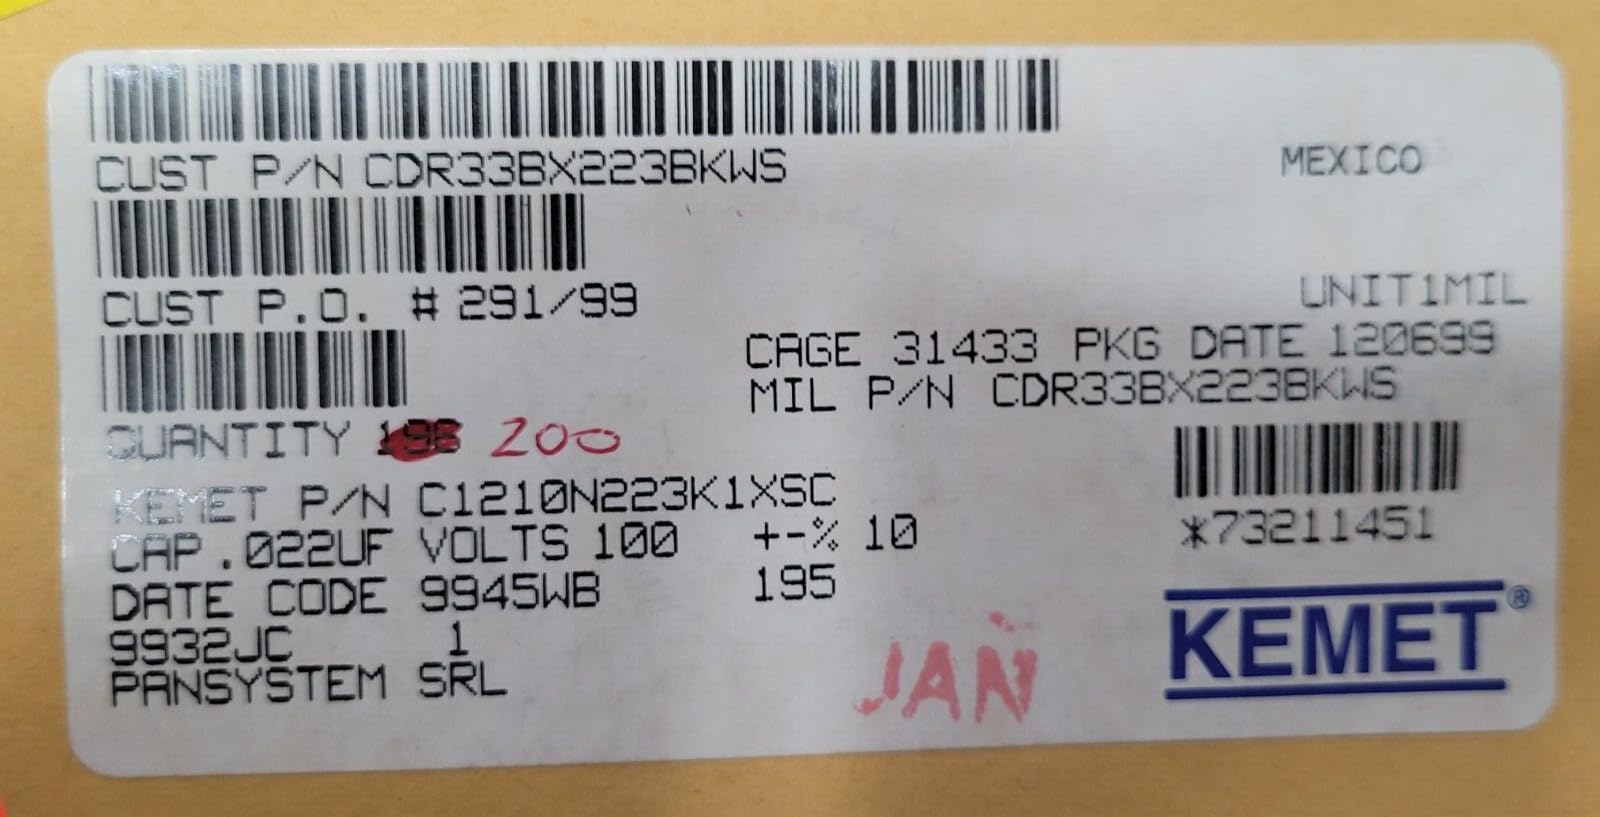 CUST P/N CDR33BX223BKWS
MEXICO
CUST P.O. # 291/99
UNIT1MIL
CAGE 31433 PKG DATE 120699
MIL P/N CDR33BX223BKWS
QUANTITY 200
KEMET P/N C1210N223K1XSC
*73211451
CAP .022UF VOLTS 100 +-% 10
DATE CODE 9945WB 195
9932JC 1
PANSYSTEM SRL
JAN
KEMET®